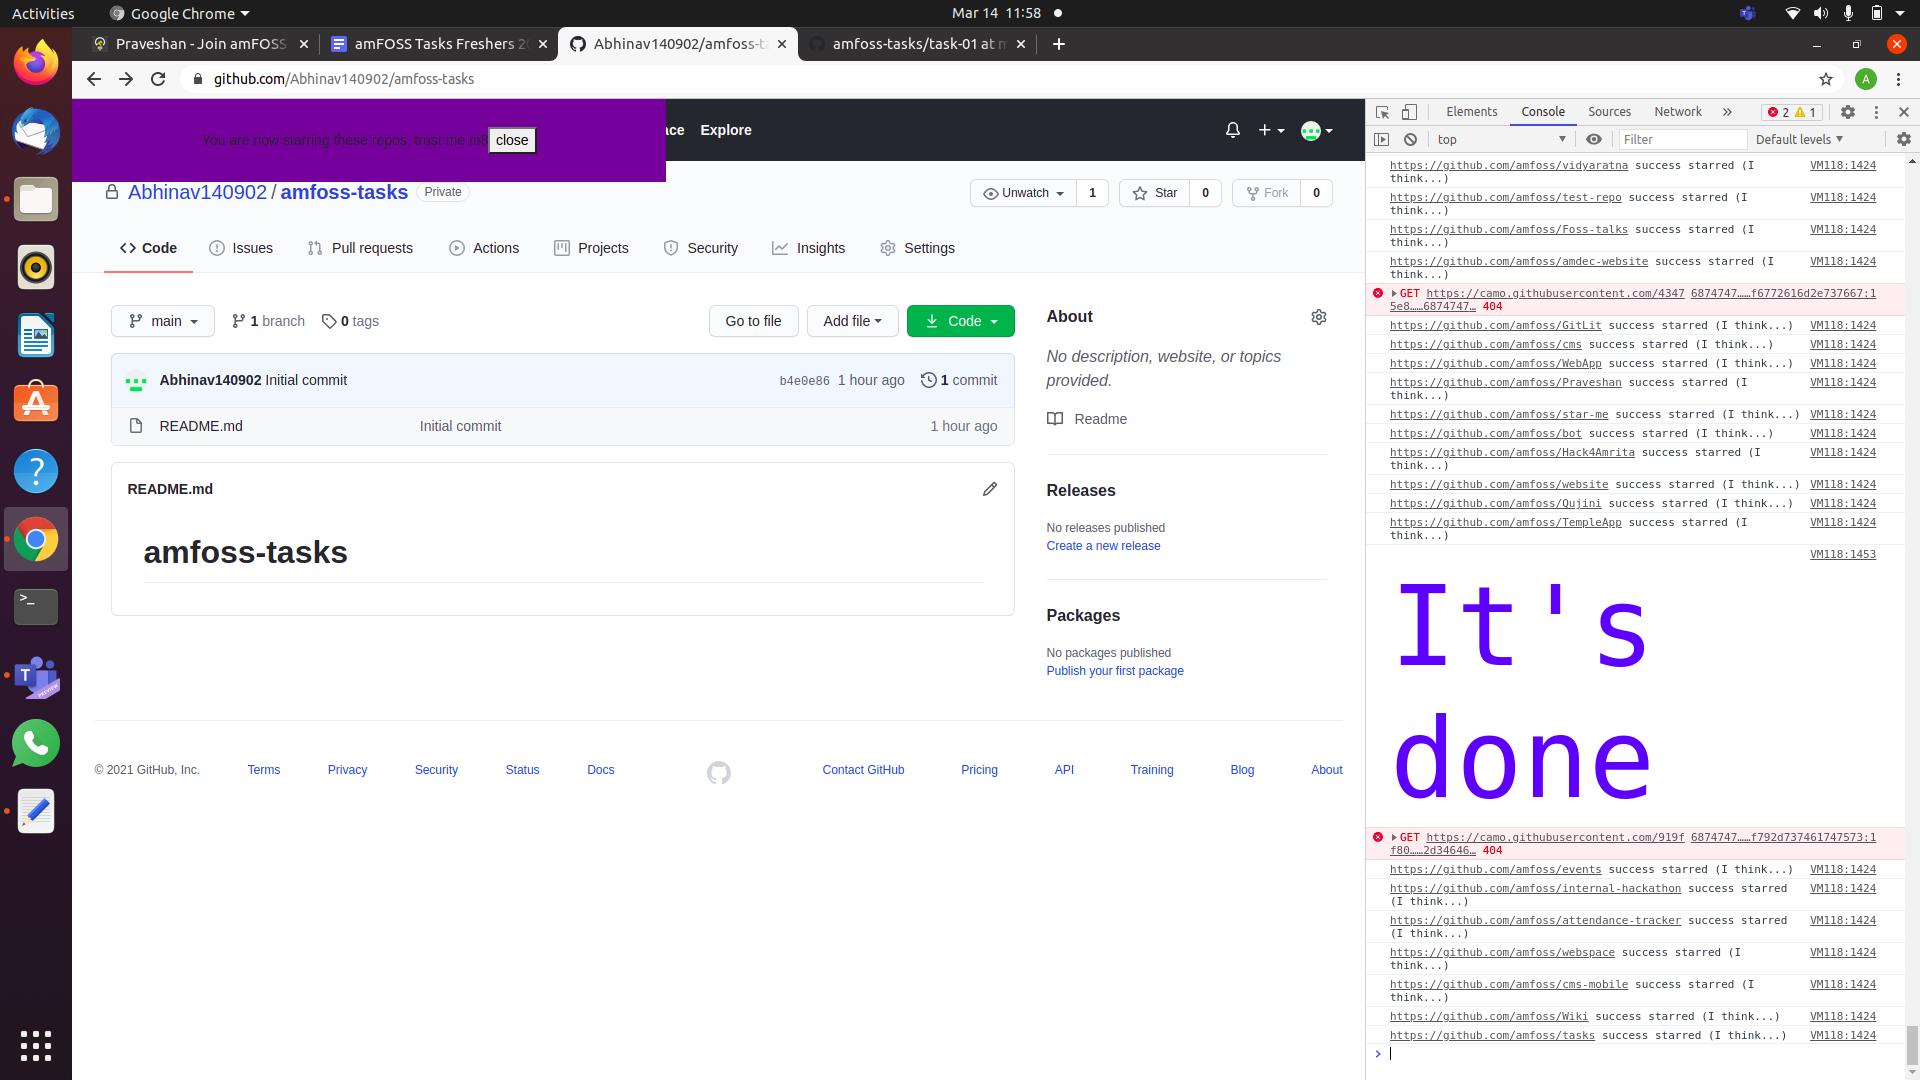 Activities
Google Chrome
Mar 14 11:58
Praveshan - Join amFOSS
amFOSS Tasks Freshers 20
Abhinav140902/amfoss-ta
amfoss-tasks/task-01 at m
github.com/Abhinav140902/amfoss-tasks
A
You are now starring these repos, trust me m8
close
Explore
Abhinav140902 / amfoss-tasks
Private
Unwatch
1
Star
0
Fork
0
Code
Issues
Pull requests
Actions
Projects
Security
Insights
Settings
main
1 branch
0 tags
Go to file
Add file
Code
Abhinav140902 Initial commit
b4e0e86 1 hour ago
1 commit
README.md
Initial commit
1 hour ago
README.md
amfoss-tasks
About
No description, website, or topics
provided.
Readme
Releases
No releases published
Create a new release
Packages
No packages published
Publish your first package
© 2021 GitHub, Inc.
Terms
Privacy
Security
Status
Docs
Contact GitHub
Pricing
API
Training
Blog
About
Elements
Console
Sources
Network
»
2
1
top
Filter
Default levels
https://github.com/amfoss/vidyaratna success starred (I VM118:1424
think...)
https://github.com/amfoss/test-repo success starred (I VM118:1424
think...)
https://github.com/amfoss/Foss-talks success starred (I VM118:1424
think...)
https://github.com/amfoss/amdec-website success starred (I VM118:1424
think...)
GET https://camo.githubusercontent.com/4347 6874747……f6772616d2e737667:1
5e8……6874747… 404
https://github.com/amfoss/GitLit success starred (I think...) VM118:1424
https://github.com/amfoss/cms success starred (I think...) VM118:1424
https://github.com/amfoss/WebApp success starred (I think...) VM118:1424
https://github.com/amfoss/Praveshan success starred (I VM118:1424
think...)
https://github.com/amfoss/star-me success starred (I think...) VM118:1424
https://github.com/amfoss/bot success starred (I think...) VM118:1424
https://github.com/amfoss/Hack4Amrita success starred (I VM118:1424
think...)
https://github.com/amfoss/website success starred (I think...) VM118:1424
https://github.com/amfoss/Qujini success starred (I think...) VM118:1424
https://github.com/amfoss/TempleApp success starred (I VM118:1424
think...)
VM118:1453
It's
done
GET https://camo.githubusercontent.com/919f 6874747……f792d737461747573:1
f80……2d34646… 404
https://github.com/amfoss/events success starred (I think...) VM118:1424
https://github.com/amfoss/internal-hackathon success starred VM118:1424
(I think...)
https://github.com/amfoss/attendance-tracker success starred VM118:1424
(I think...)
https://github.com/amfoss/webspace success starred (I VM118:1424
think...)
https://github.com/amfoss/cms-mobile success starred (I VM118:1424
think...)
https://github.com/amfoss/Wiki success starred (I think...) VM118:1424
https://github.com/amfoss/tasks success starred (I think...) VM118:1424